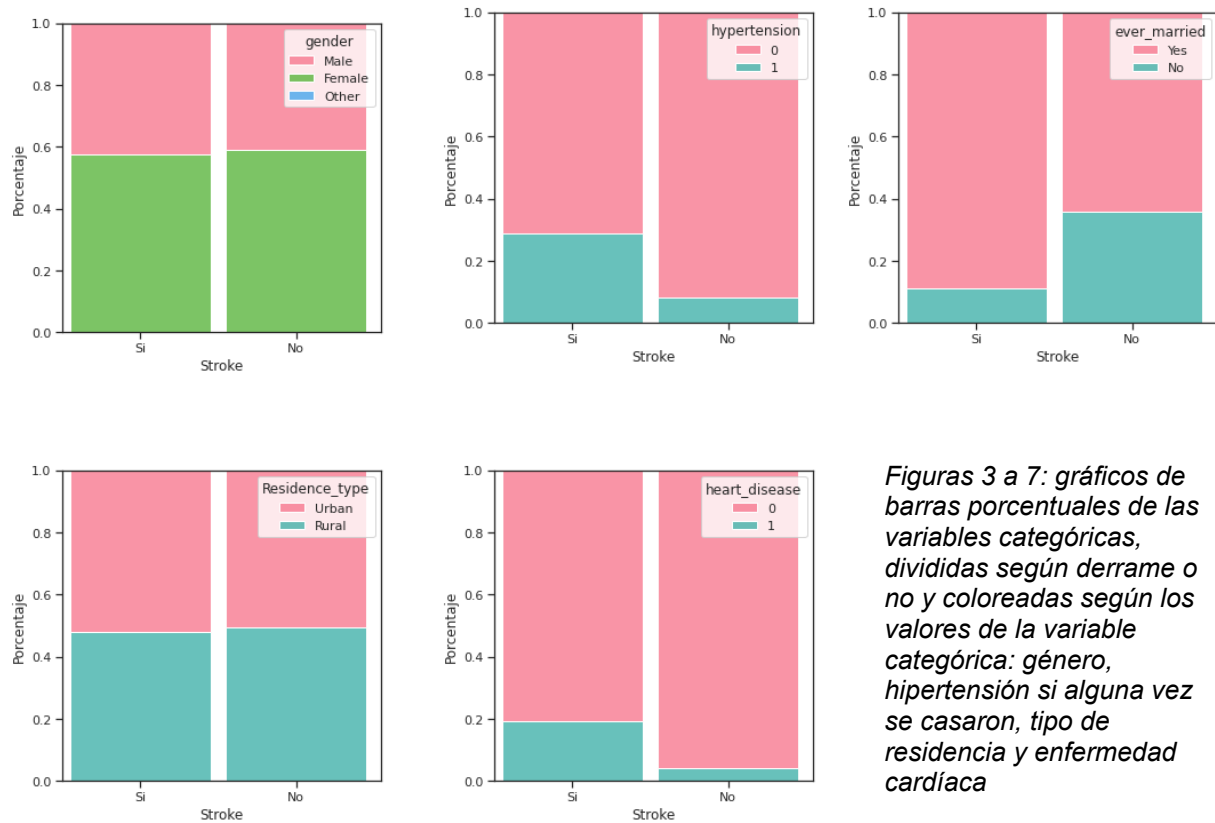 gender
Male
Female
Other
1.0
0.8
0.6
0.4
0.2
0.0
Porcentaje
Si
No
Stroke
hypertension
0
1
1.0
0.8
0.6
0.4
0.2
0.0
Porcentaje
Si
No
Stroke
ever_married
Yes
No
1.0
0.8
0.6
0.4
0.2
0.0
Porcentaje
Si
No
Stroke
Residence_type
Urban
Rural
1.0
0.8
0.6
0.4
0.2
0.0
Porcentaje
Si
No
Stroke
heart_disease
0
1
1.0
0.8
0.6
0.4
0.2
0.0
Porcentaje
Si
No
Stroke
Figuras 3 a 7: gráficos de
barras porcentuales de las
variables categóricas,
divididas según derrame o
no y coloreadas según los
valores de la variable
categórica: género,
hipertensión si alguna vez
se casaron, tipo de
residencia y enfermedad
cardíaca